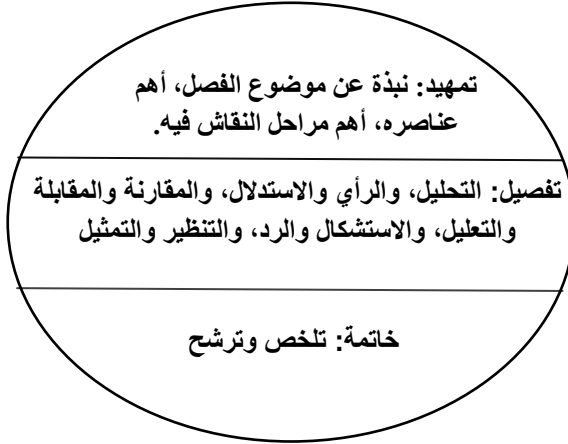 تمهيد: نبذة عن موضوع الفصل، أهم
عناصره، أهم مراحل النقاش فيه.
تفصيل: التحليل، والرأي والاستدلال، والمقارنة والمقابلة
والتعليل، والاستشكال والرد، والتنظير والتمثيل
خاتمة: تلخص وترشح